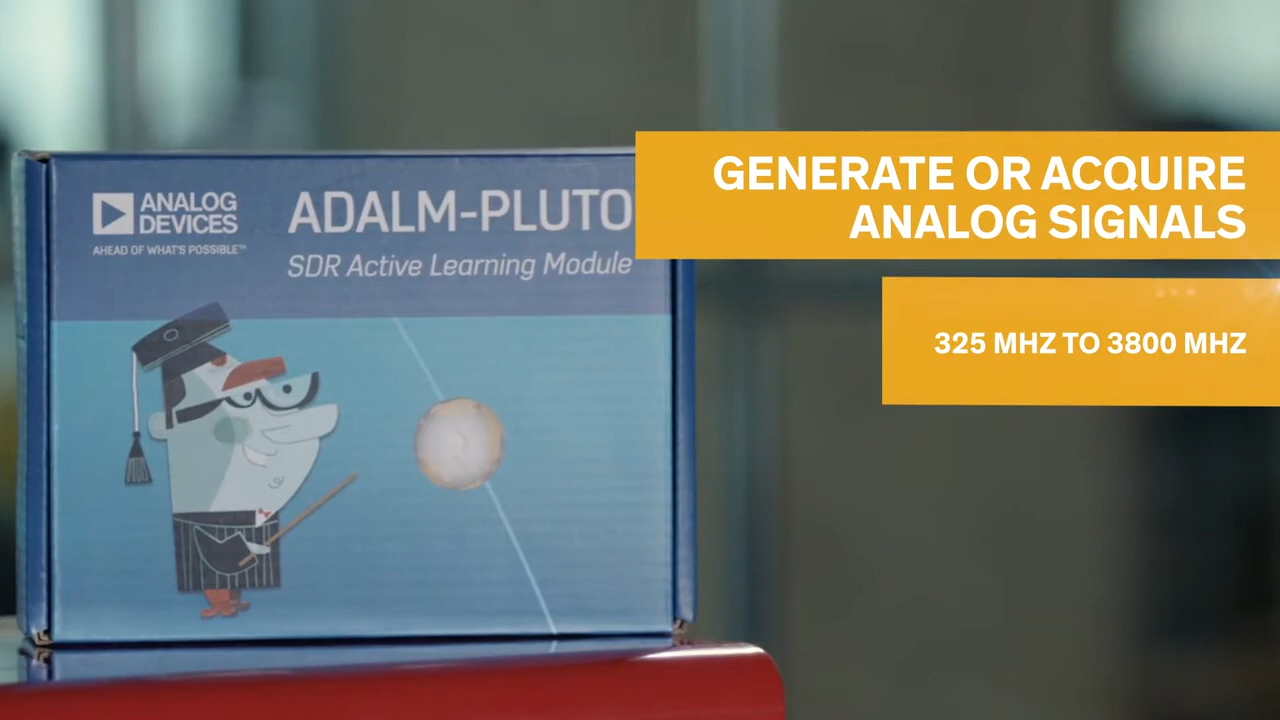 ANALOG
DEVICES
AHEAD OF WHAT'S POSSIBLE™
ADALM-PLUTO
SDR Active Learning Module
GENERATE OR ACQUIRE
ANALOG SIGNALS
325 MHZ TO 3800 MHZ